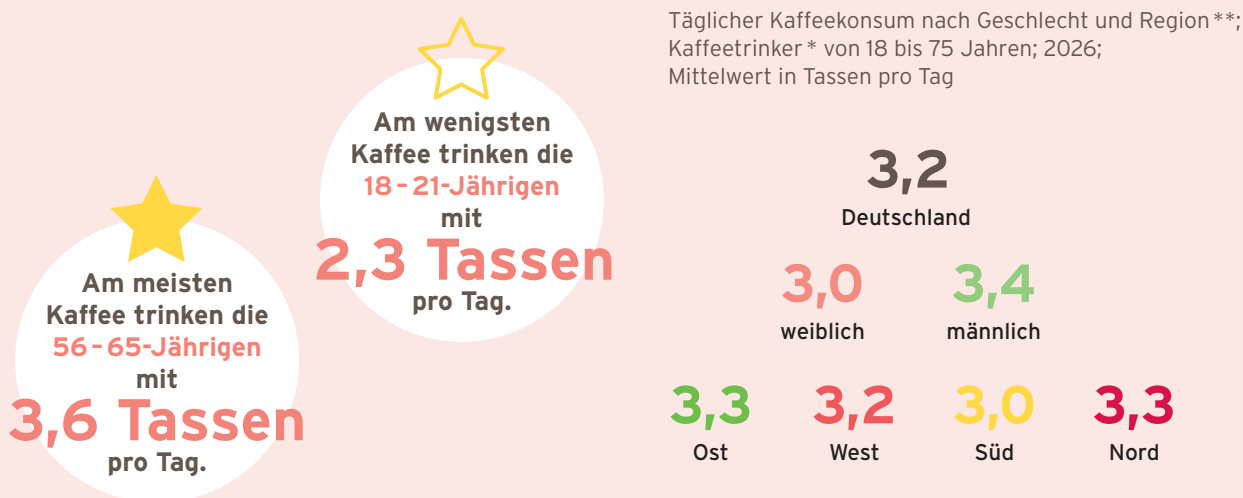 Am meisten
Kaffee trinken die
56–65-Jährigen
mit
3,6 Tassen
pro Tag.
Am wenigsten
Kaffee trinken die
18–21-Jährigen
mit
2,3 Tassen
pro Tag.
Täglicher Kaffeekonsum nach Geschlecht und Region**;
Kaffeetrinker* von 18 bis 75 Jahren; 2026;
Mittelwert in Tassen pro Tag
3,2
Deutschland
3,0 3,4
weiblich männlich
3,3 3,2 3,0 3,3
Ost West Süd Nord